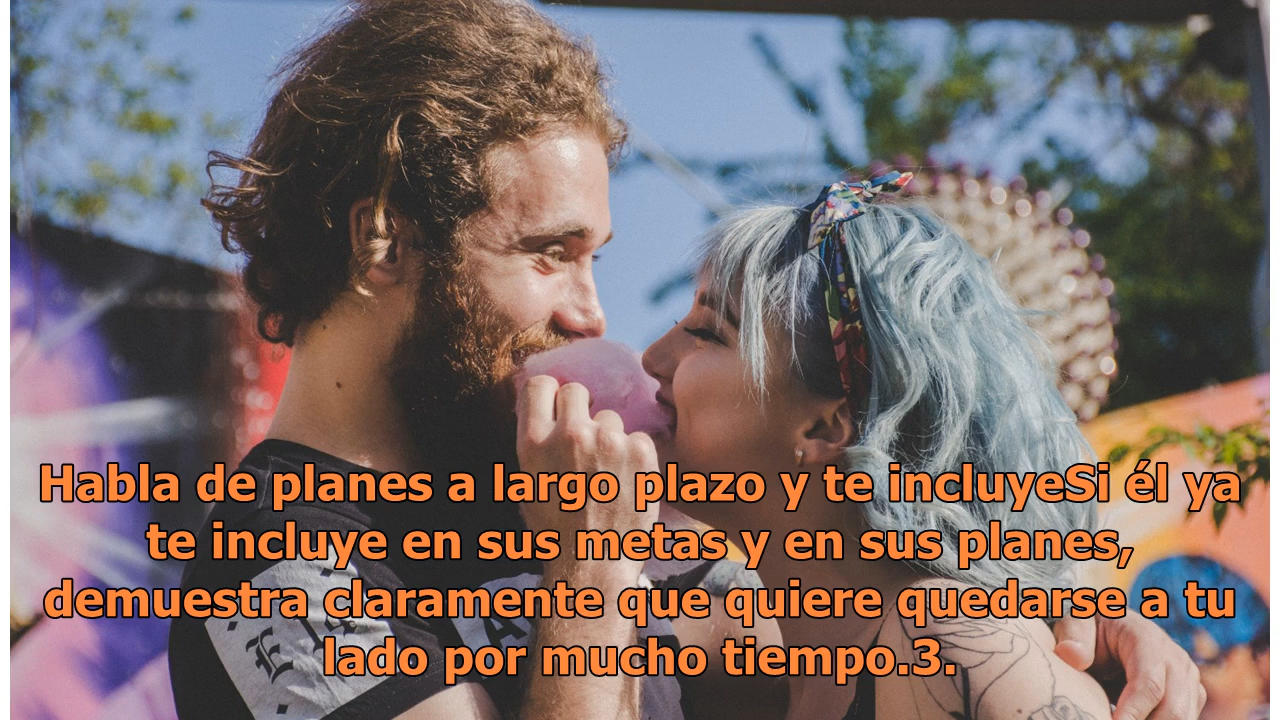 Habla de planes a largo plazo y te incluyeSi él ya
te incluye en sus metas y en sus planes,
demuestra claramente que quiere quedarse a tu
lado por mucho tiempo.3.